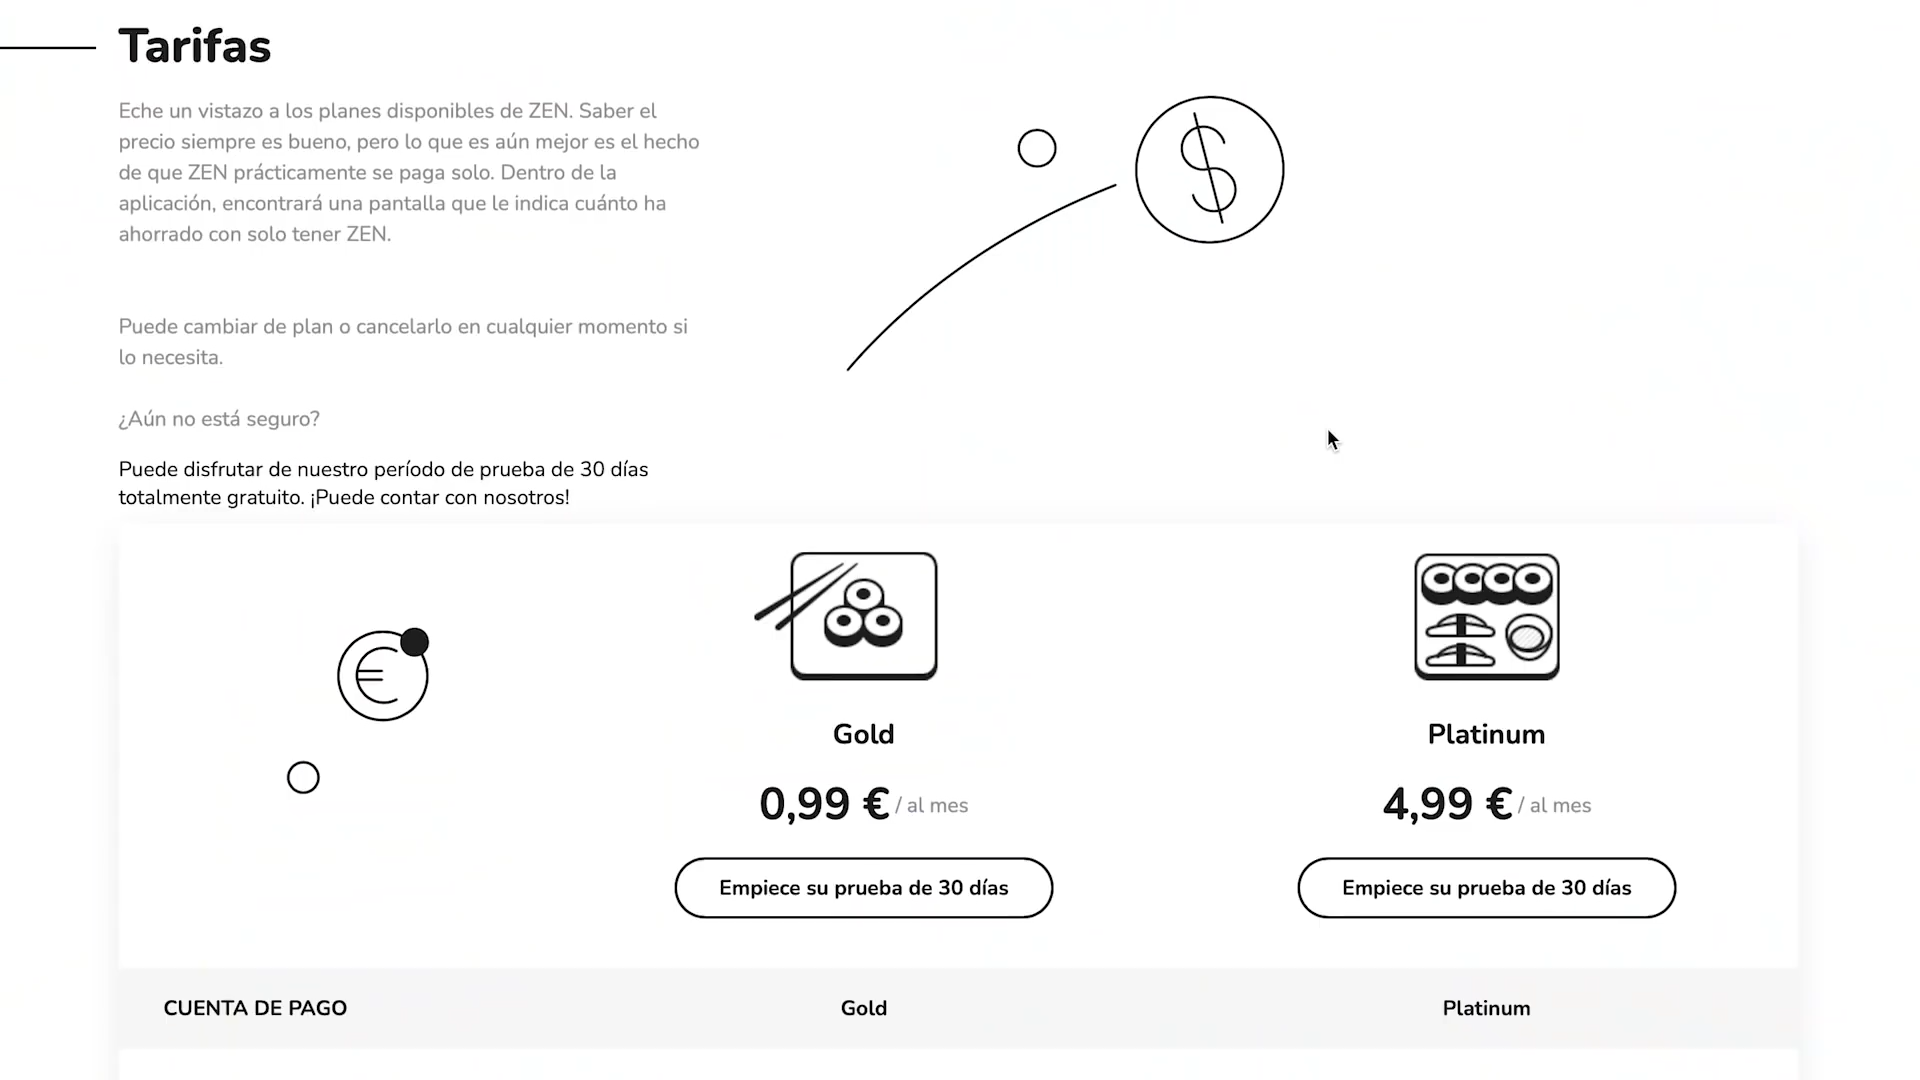 Tarifas
Eche un vistazo a los planes disponibles de ZEN. Saber el
precio siempre es bueno, pero lo que es aún mejor es el hecho
de que ZEN prácticamente se paga solo. Dentro de la
aplicación, encontrará una pantalla que le indica cuánto ha
ahorrado con solo tener ZEN.
Puede cambiar de plan o cancelarlo en cualquier momento si
lo necesita.
¿Aún no está seguro?
Puede disfrutar de nuestro período de prueba de 30 días
totalmente gratuito. ¡Puede contar con nosotros!
Gold
0,99 € / al mes
Empiece su prueba de 30 días
Platinum
4,99 € / al mes
Empiece su prueba de 30 días
CUENTA DE PAGO Gold Platinum